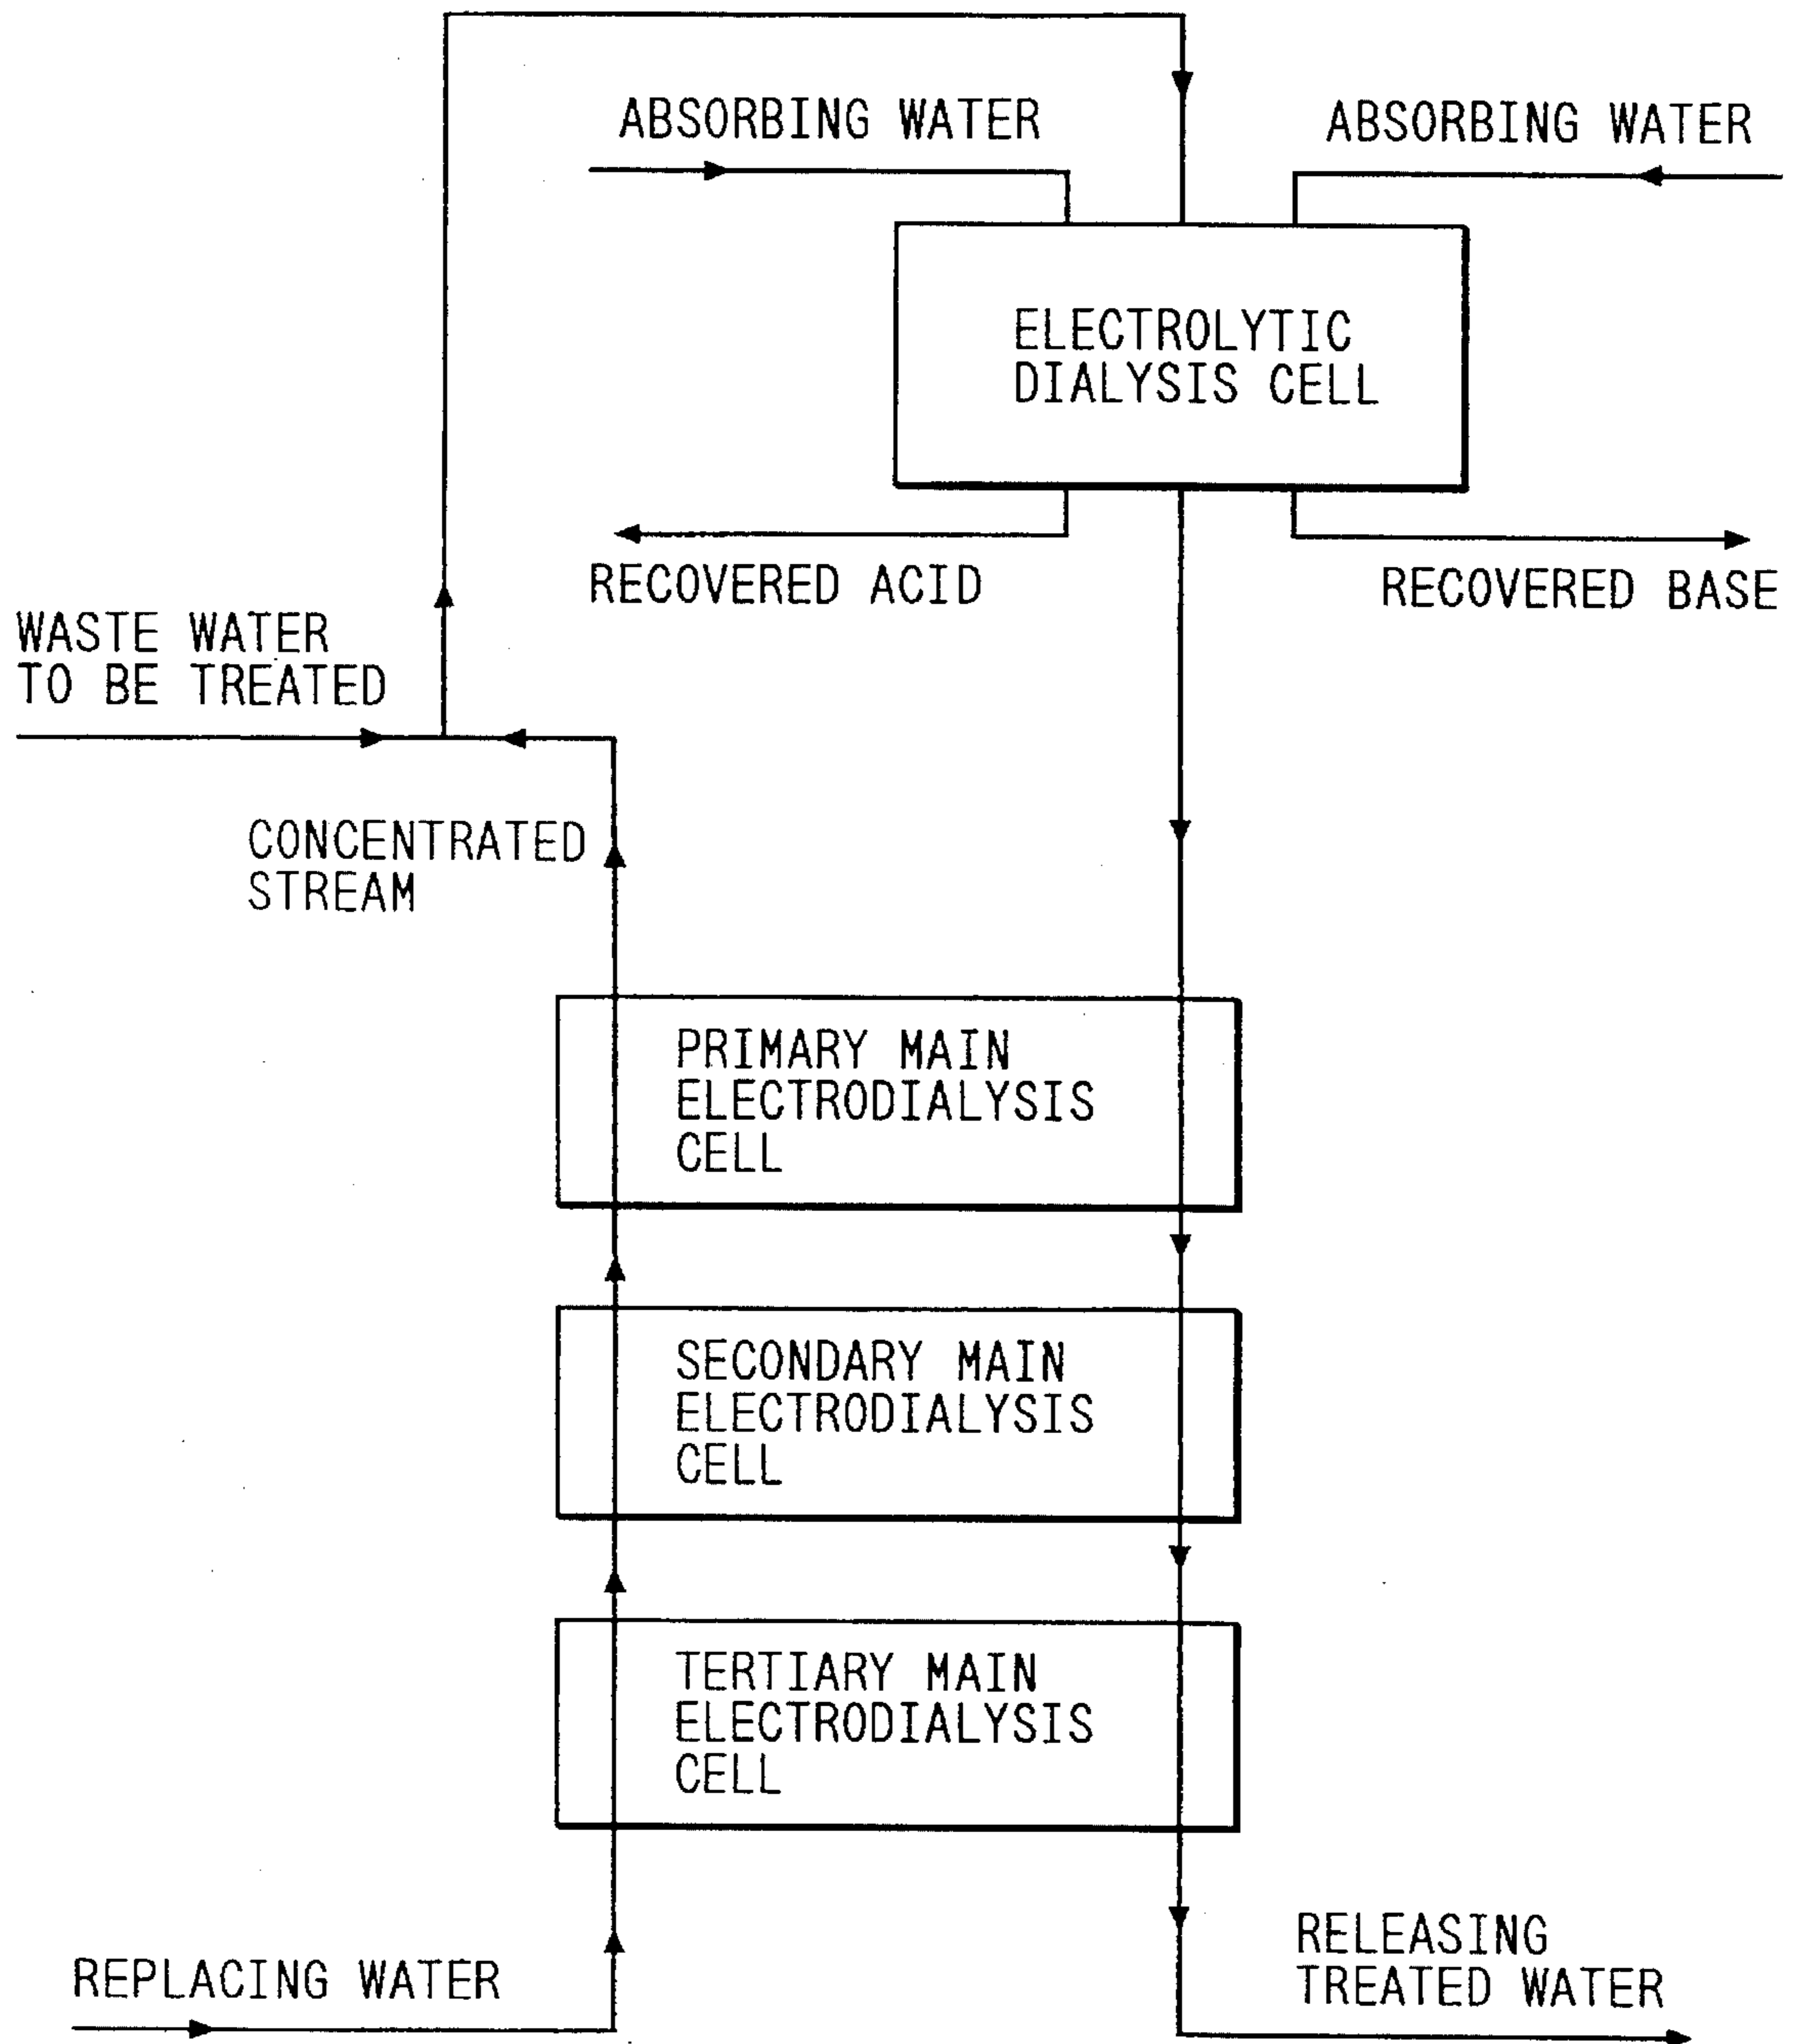 ABSORBING WATER
ABSORBING WATER
ELECTROLYTIC
DIALYSIS CELL
RECOVERED ACID
RECOVERED BASE
WASTE WATER
TO BE TREATED
CONCENTRATED
STREAM
PRIMARY MAIN
ELECTRODIALYSIS
CELL
SECONDARY MAIN
ELECTRODIALYSIS
CELL
TERTIARY MAIN
ELECTRODIALYSIS
CELL
REPLACING WATER
RELEASING
TREATED WATER